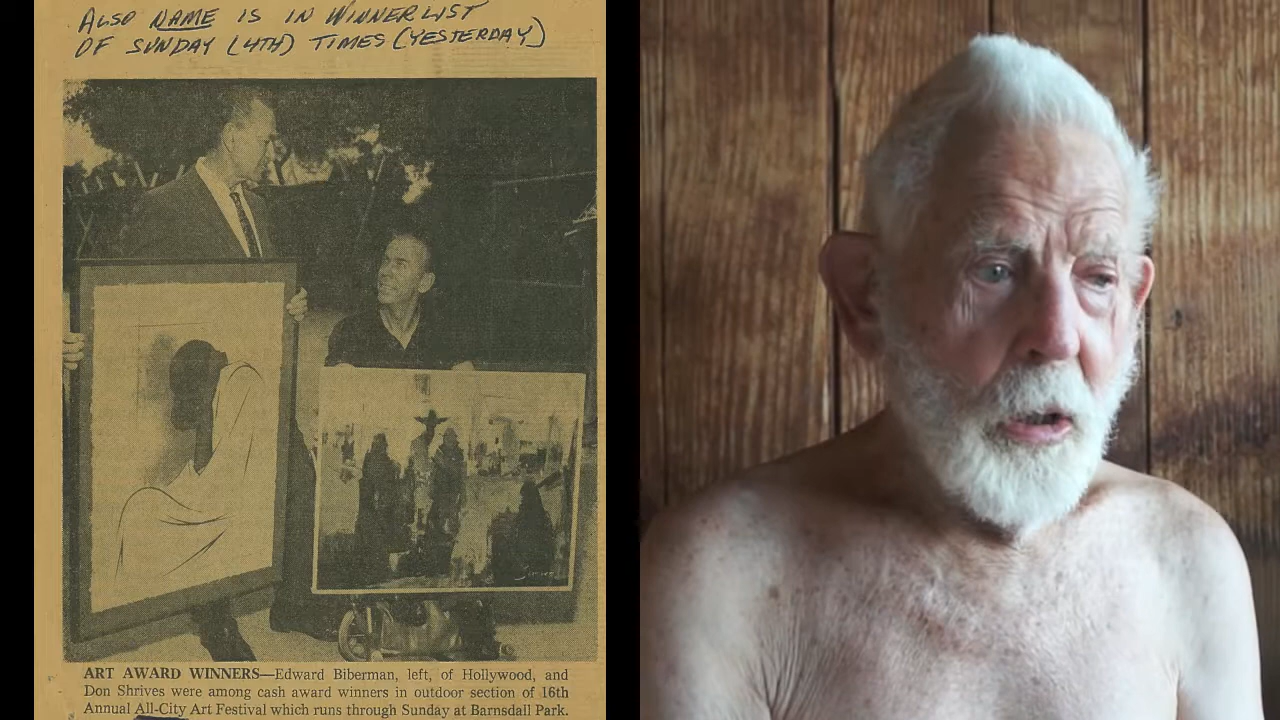 ALSO NAME IS IN WINNER LIST
OF SUNDAY (4TH) TIMES (YESTERDAY)
ART AWARD WINNERS—Edward Biberman, left, of Hollywood, and
Don Shrives were among cash award winners in outdoor section of 16th
Annual All-City Art Festival which runs through Sunday at Barnsdall Park.